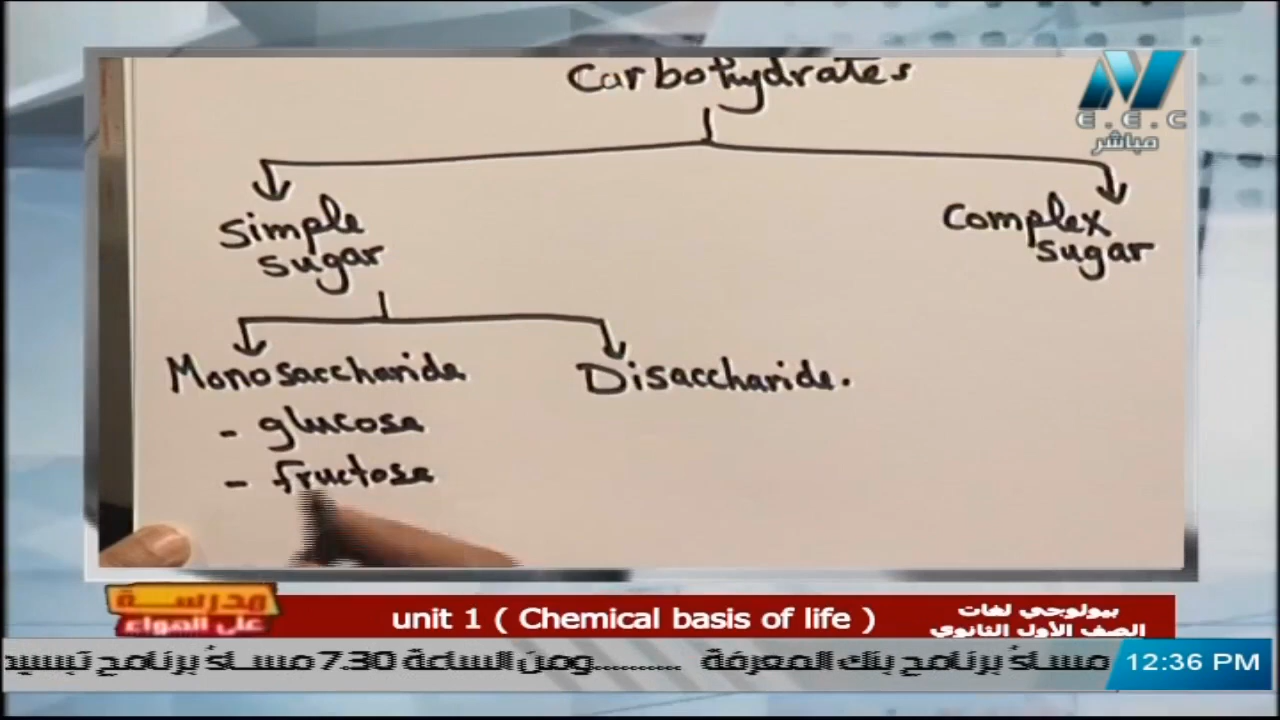 Carbohydrates
E.E.C
مباشر
Simple
sugar
Complex
sugar
Monosaccharide
Disaccharide.
- glucose
- fructose
مدرسة
على الهواء
unit 1 ( Chemical basis of life )
بيولوجي لغات
الصف الأول الثانوي
مساءً برنامج بنك المعرفة ..........ومن الساعة 7.30 مساءً برنامج تبسيد
12:36 PM